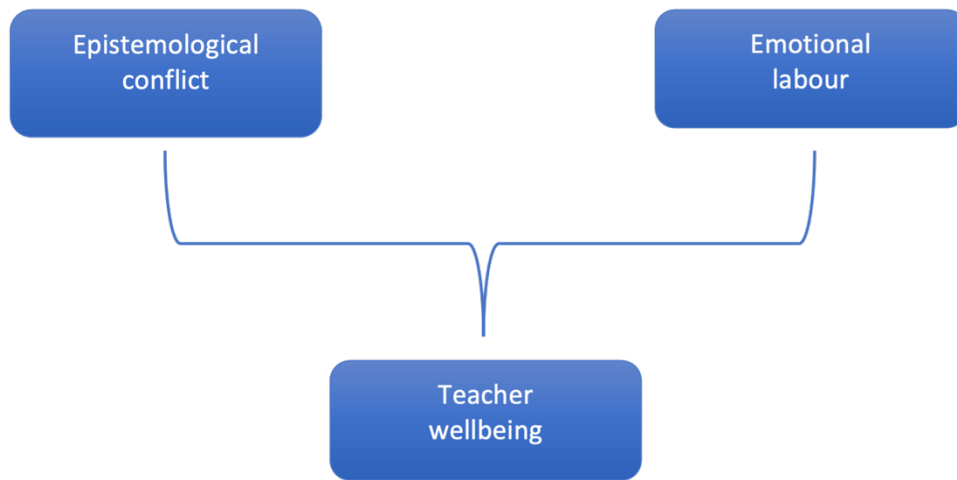 Epistemological
conflict
Emotional
labour
Teacher
wellbeing